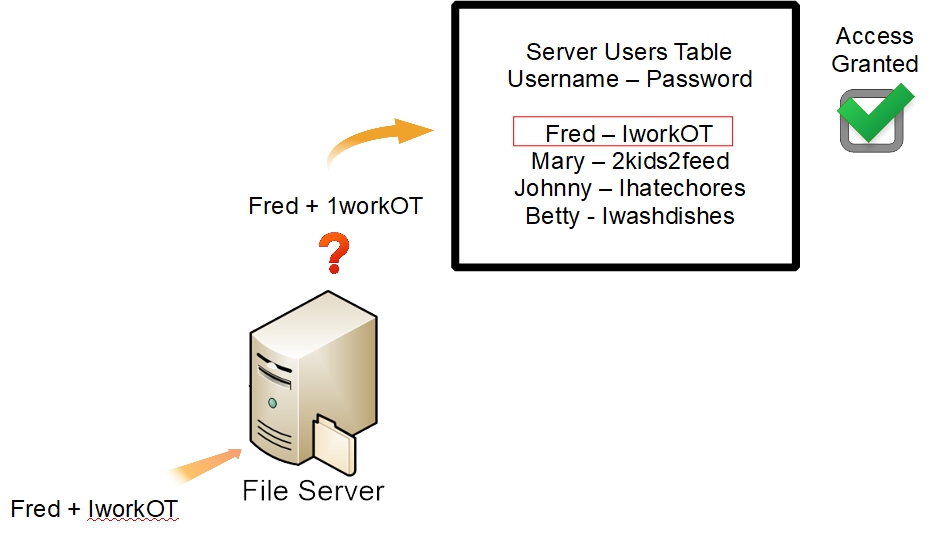 Server Users Table
Username – Password
Fred – IworkOT
Mary – 2kids2feed
Johnny – Ihatechores
Betty - Iwashdishes
Access
Granted
Fred + 1workOT
?
File Server
Fred + IworkOT